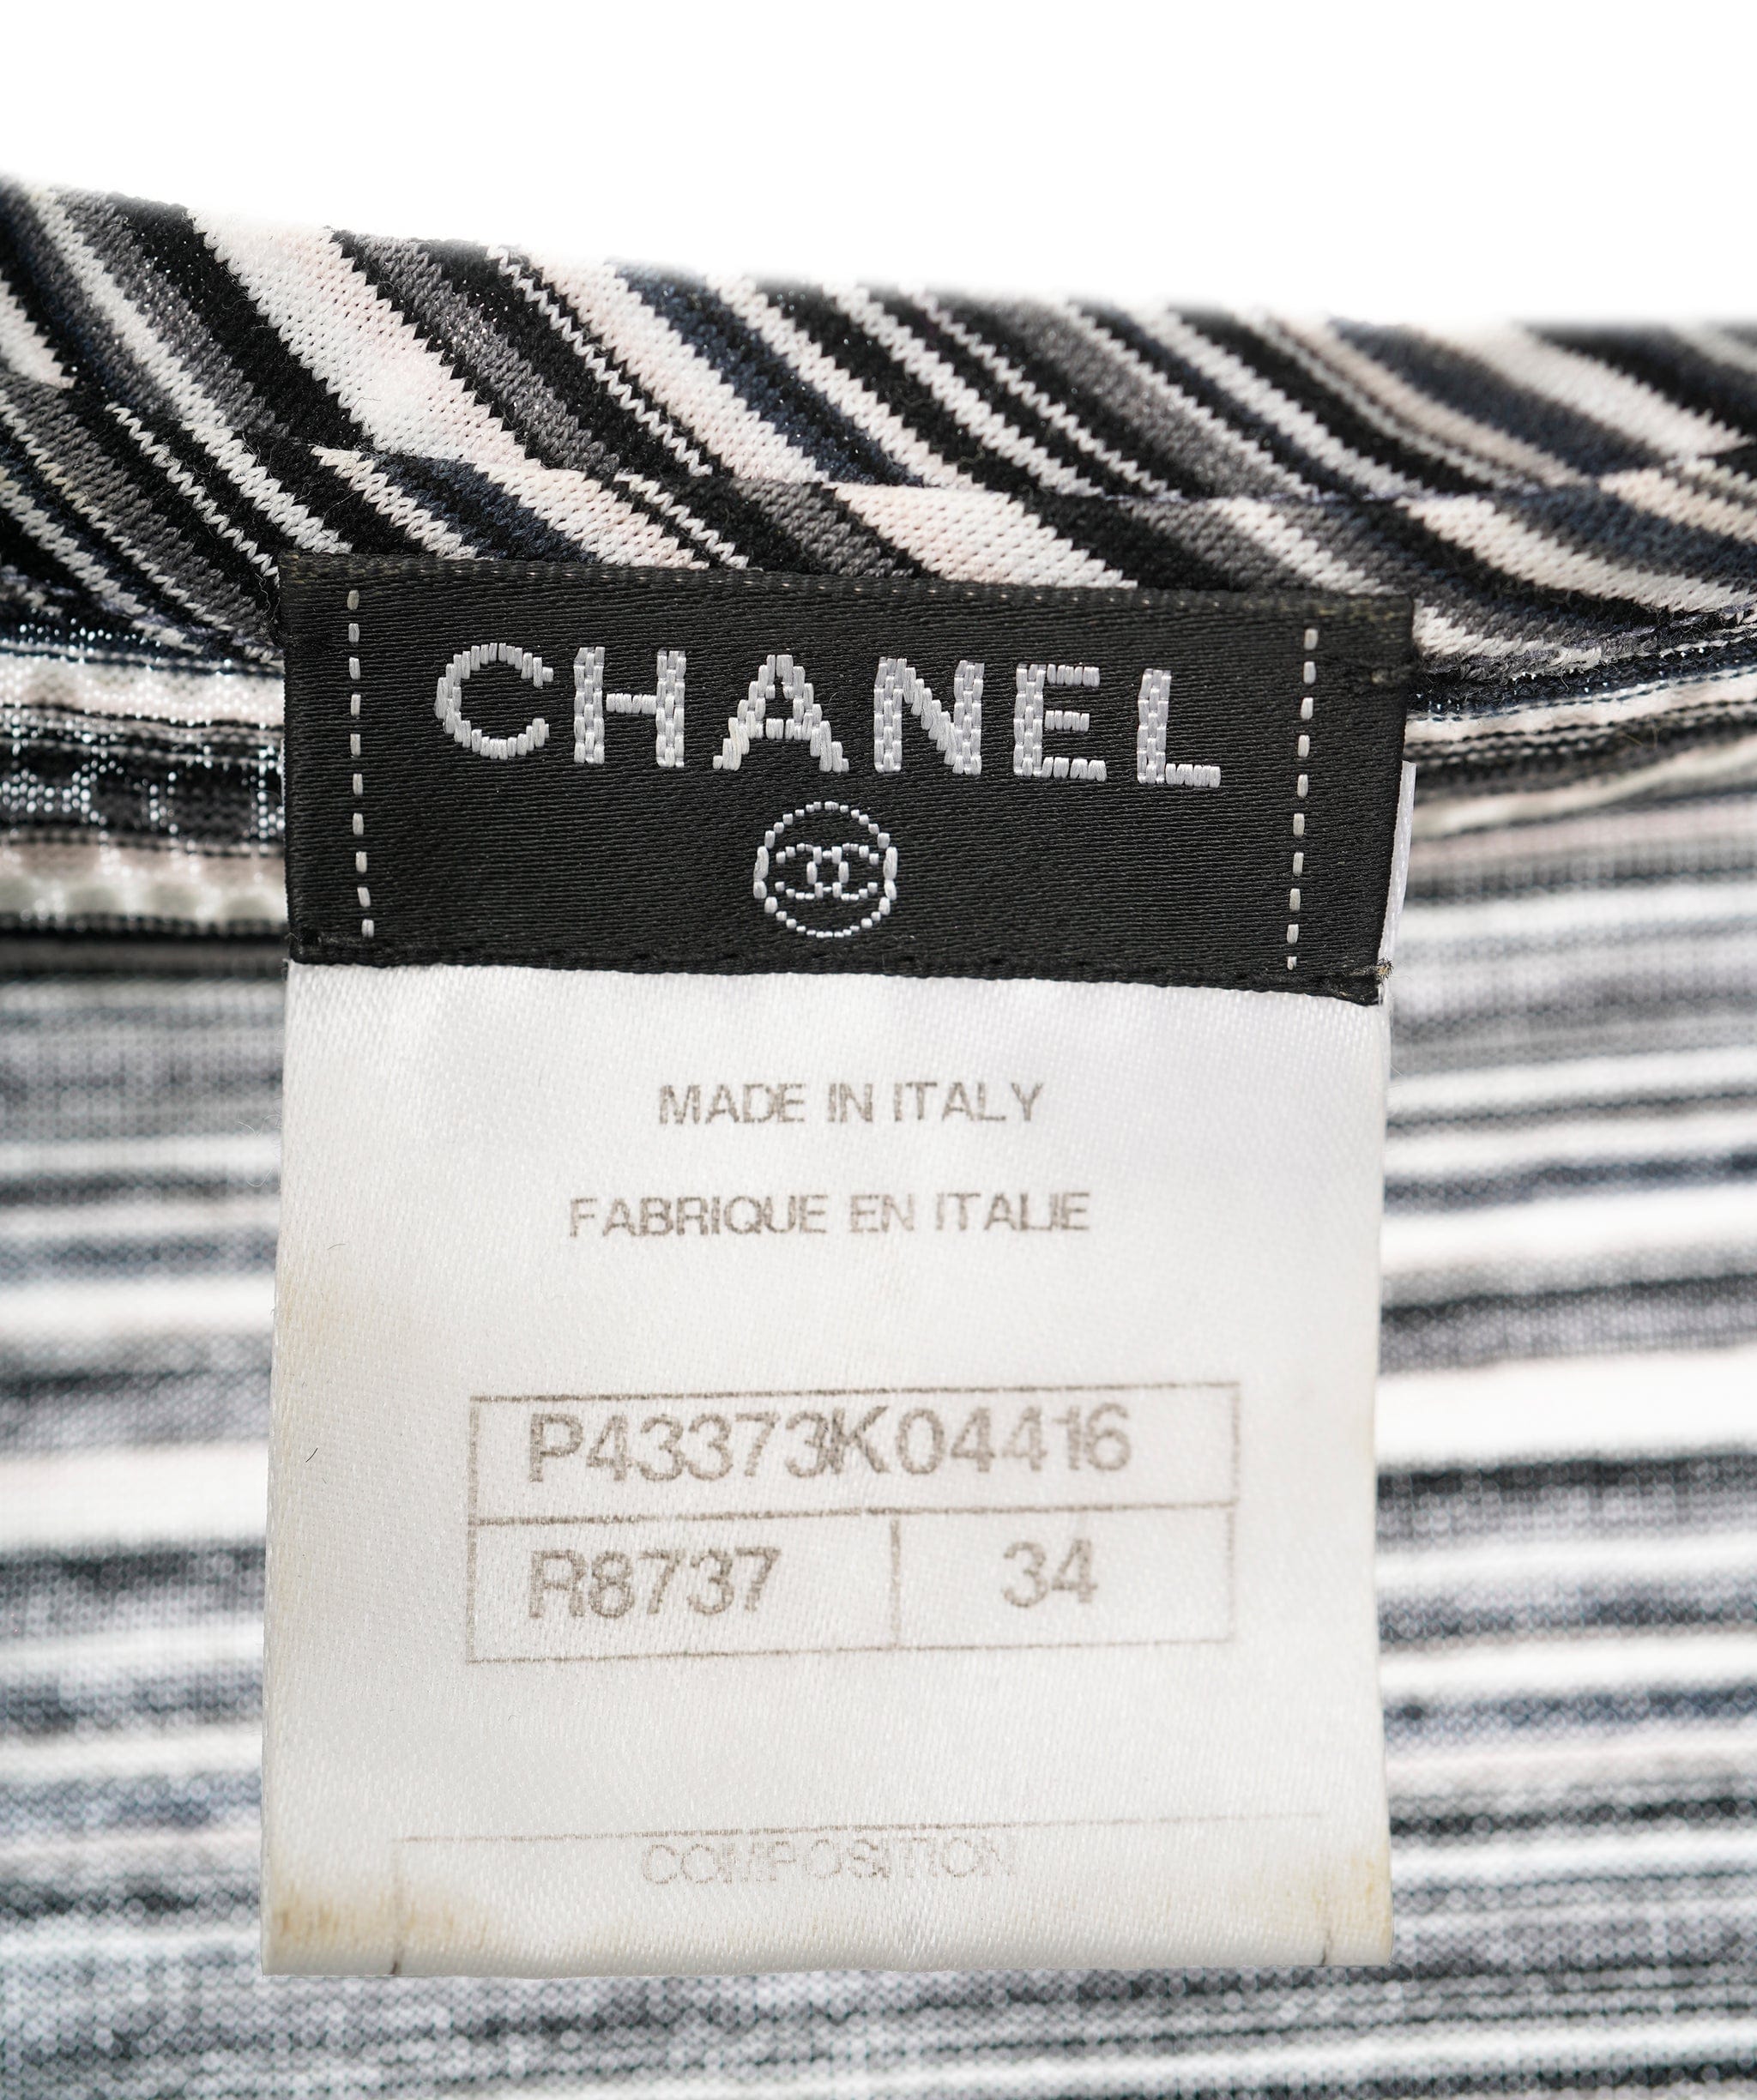 CHANEL
MADE IN ITALY
FABRIQUE EN ITALIE
P43373K04416
R8737 34
COMPOSITION